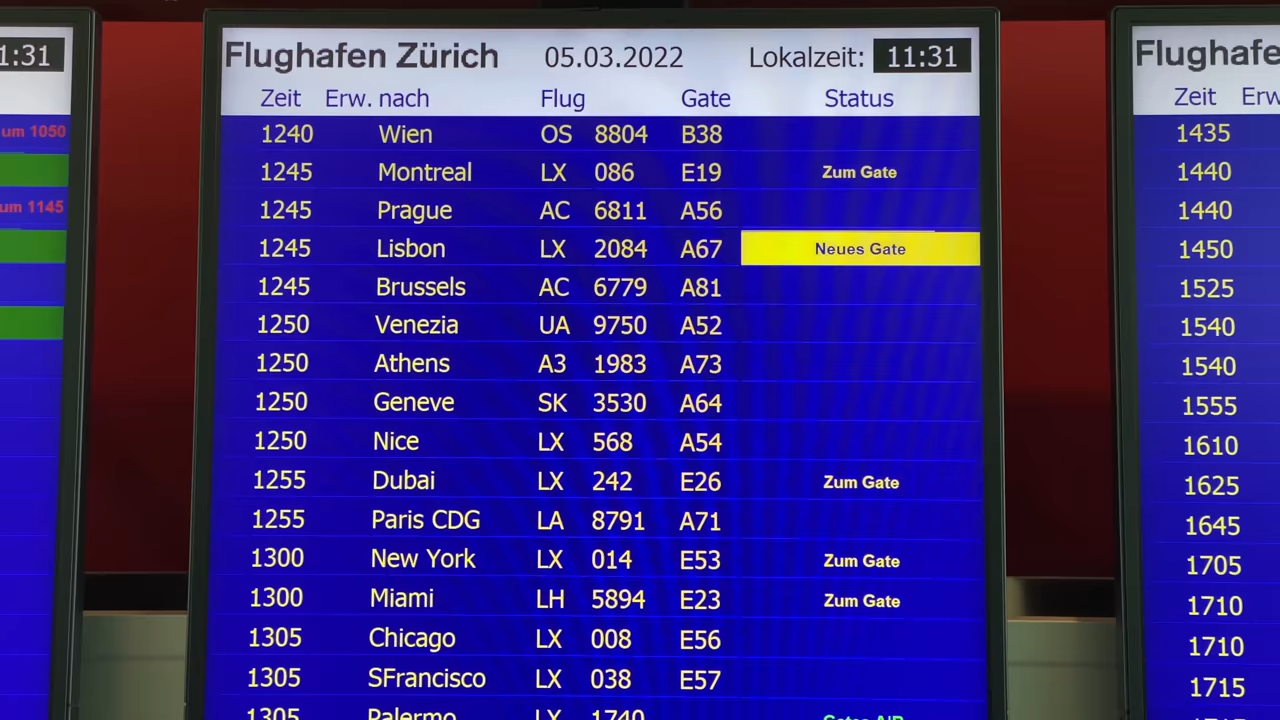 1:31
um 1050
um 1145
Flughafen Zürich 05.03.2022 Lokalzeit: 11:31
Zeit Erw. nach Flug Gate Status
1240 Wien OS 8804 B38
1245 Montreal LX 086 E19 Zum Gate
1245 Prague AC 6811 A56
1245 Lisbon LX 2084 A67 Neues Gate
1245 Brussels AC 6779 A81
1250 Venezia UA 9750 A52
1250 Athens A3 1983 A73
1250 Geneve SK 3530 A64
1250 Nice LX 568 A54
1255 Dubai LX 242 E26 Zum Gate
1255 Paris CDG LA 8791 A71
1300 New York LX 014 E53 Zum Gate
1300 Miami LH 5894 E23 Zum Gate
1305 Chicago LX 008 E56
1305 SFrancisco LX 038 E57
1305 Palermo LX 1740 Gates A/B
Flughafe
Zeit Erw
1435
1440
1440
1450
1525
1540
1540
1555
1610
1625
1645
1705
1710
1710
1715